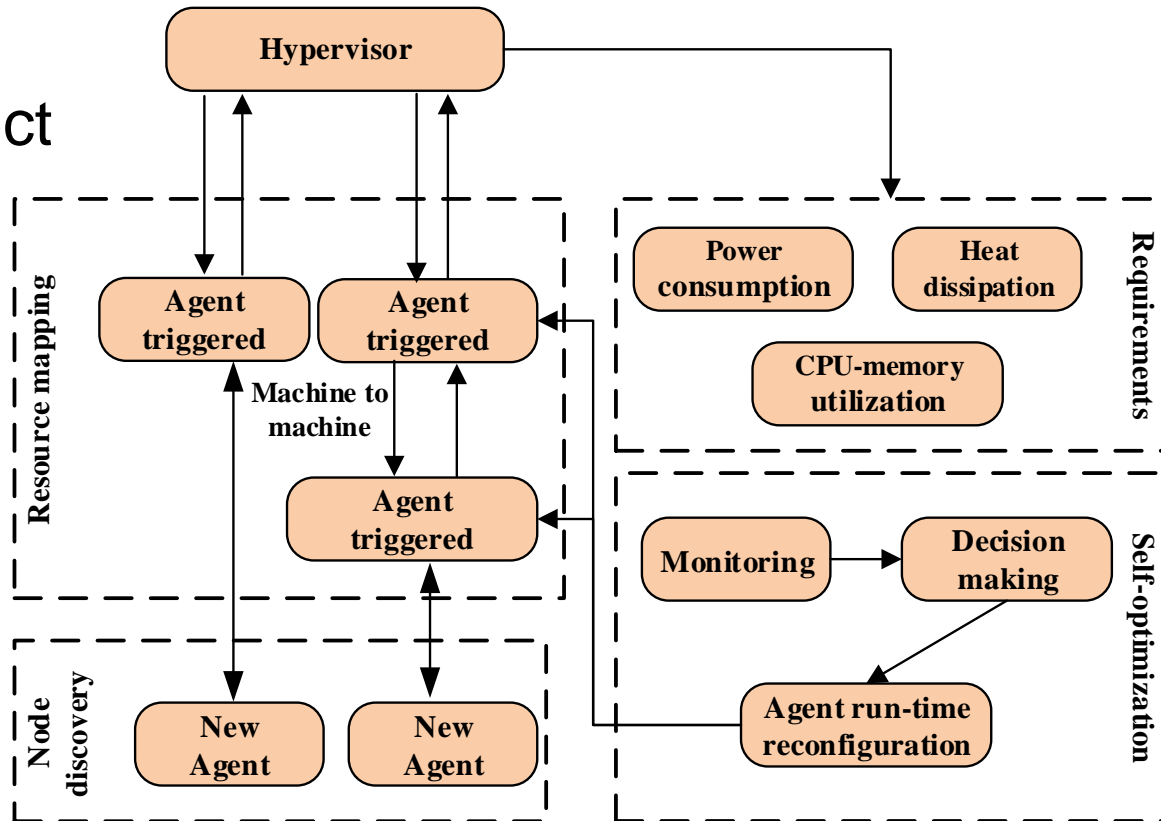 Hypervisor
ct
Resource mapping
Agent
triggered
Agent
triggered
Machine to
machine
Agent
triggered
Power
consumption
Heat
dissipation
CPU-memory
utilization
Requirements
Monitoring
Decision
making
Agent run-time
reconfiguration
Self-optimization
Node
discovery
New
Agent
New
Agent